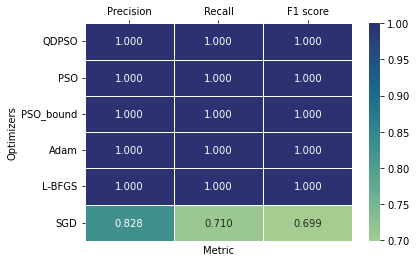 Precision Recall F1 score
QDPSO 1.000 1.000 1.000
PSO 1.000 1.000 1.000
PSO_bound 1.000 1.000 1.000
Adam 1.000 1.000 1.000
L-BFGS 1.000 1.000 1.000
SGD 0.828 0.710 0.699
Optimizers
Metric
1.00
0.95
0.90
0.85
0.80
0.75
0.70